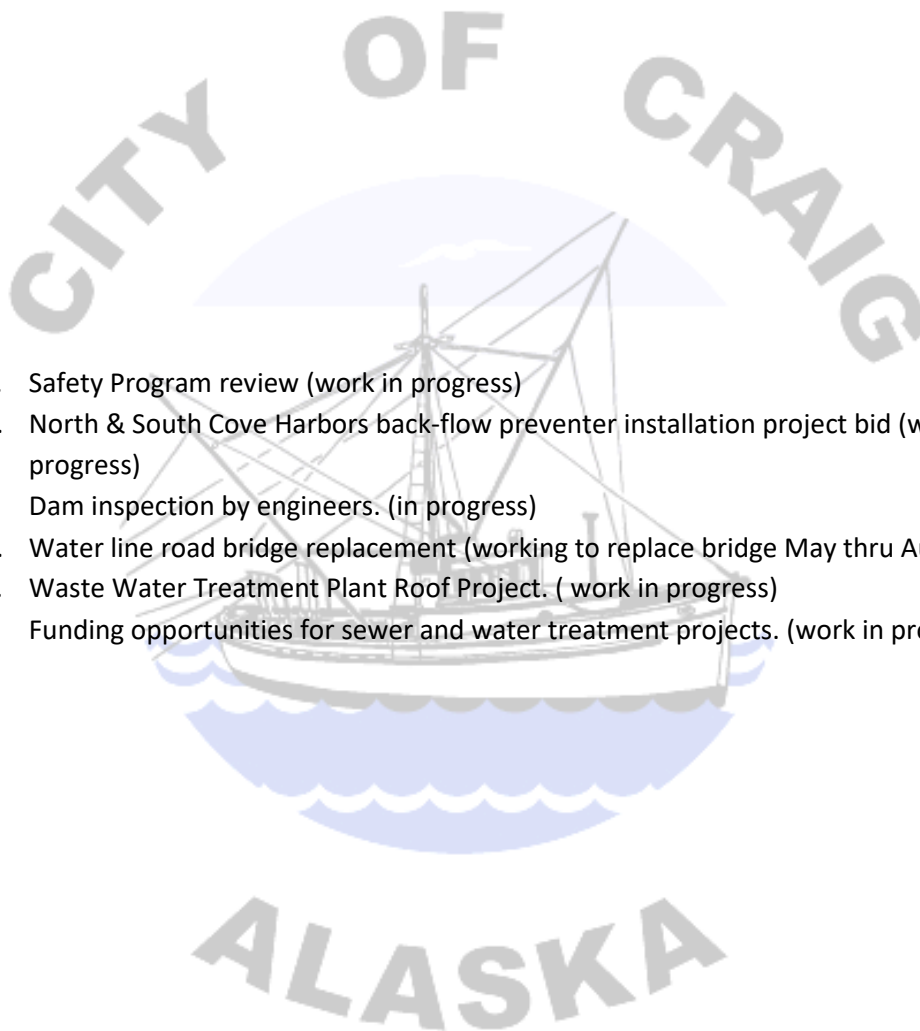 CITY OF CRAIG
. Safety Program review (work in progress)
. North & South Cove Harbors back-flow preventer installation project bid (w
progress)
Dam inspection by engineers. (in progress)
. Water line road bridge replacement (working to replace bridge May thru A
. Waste Water Treatment Plant Roof Project. ( work in progress)
Funding opportunities for sewer and water treatment projects. (work in pr
ALASKA